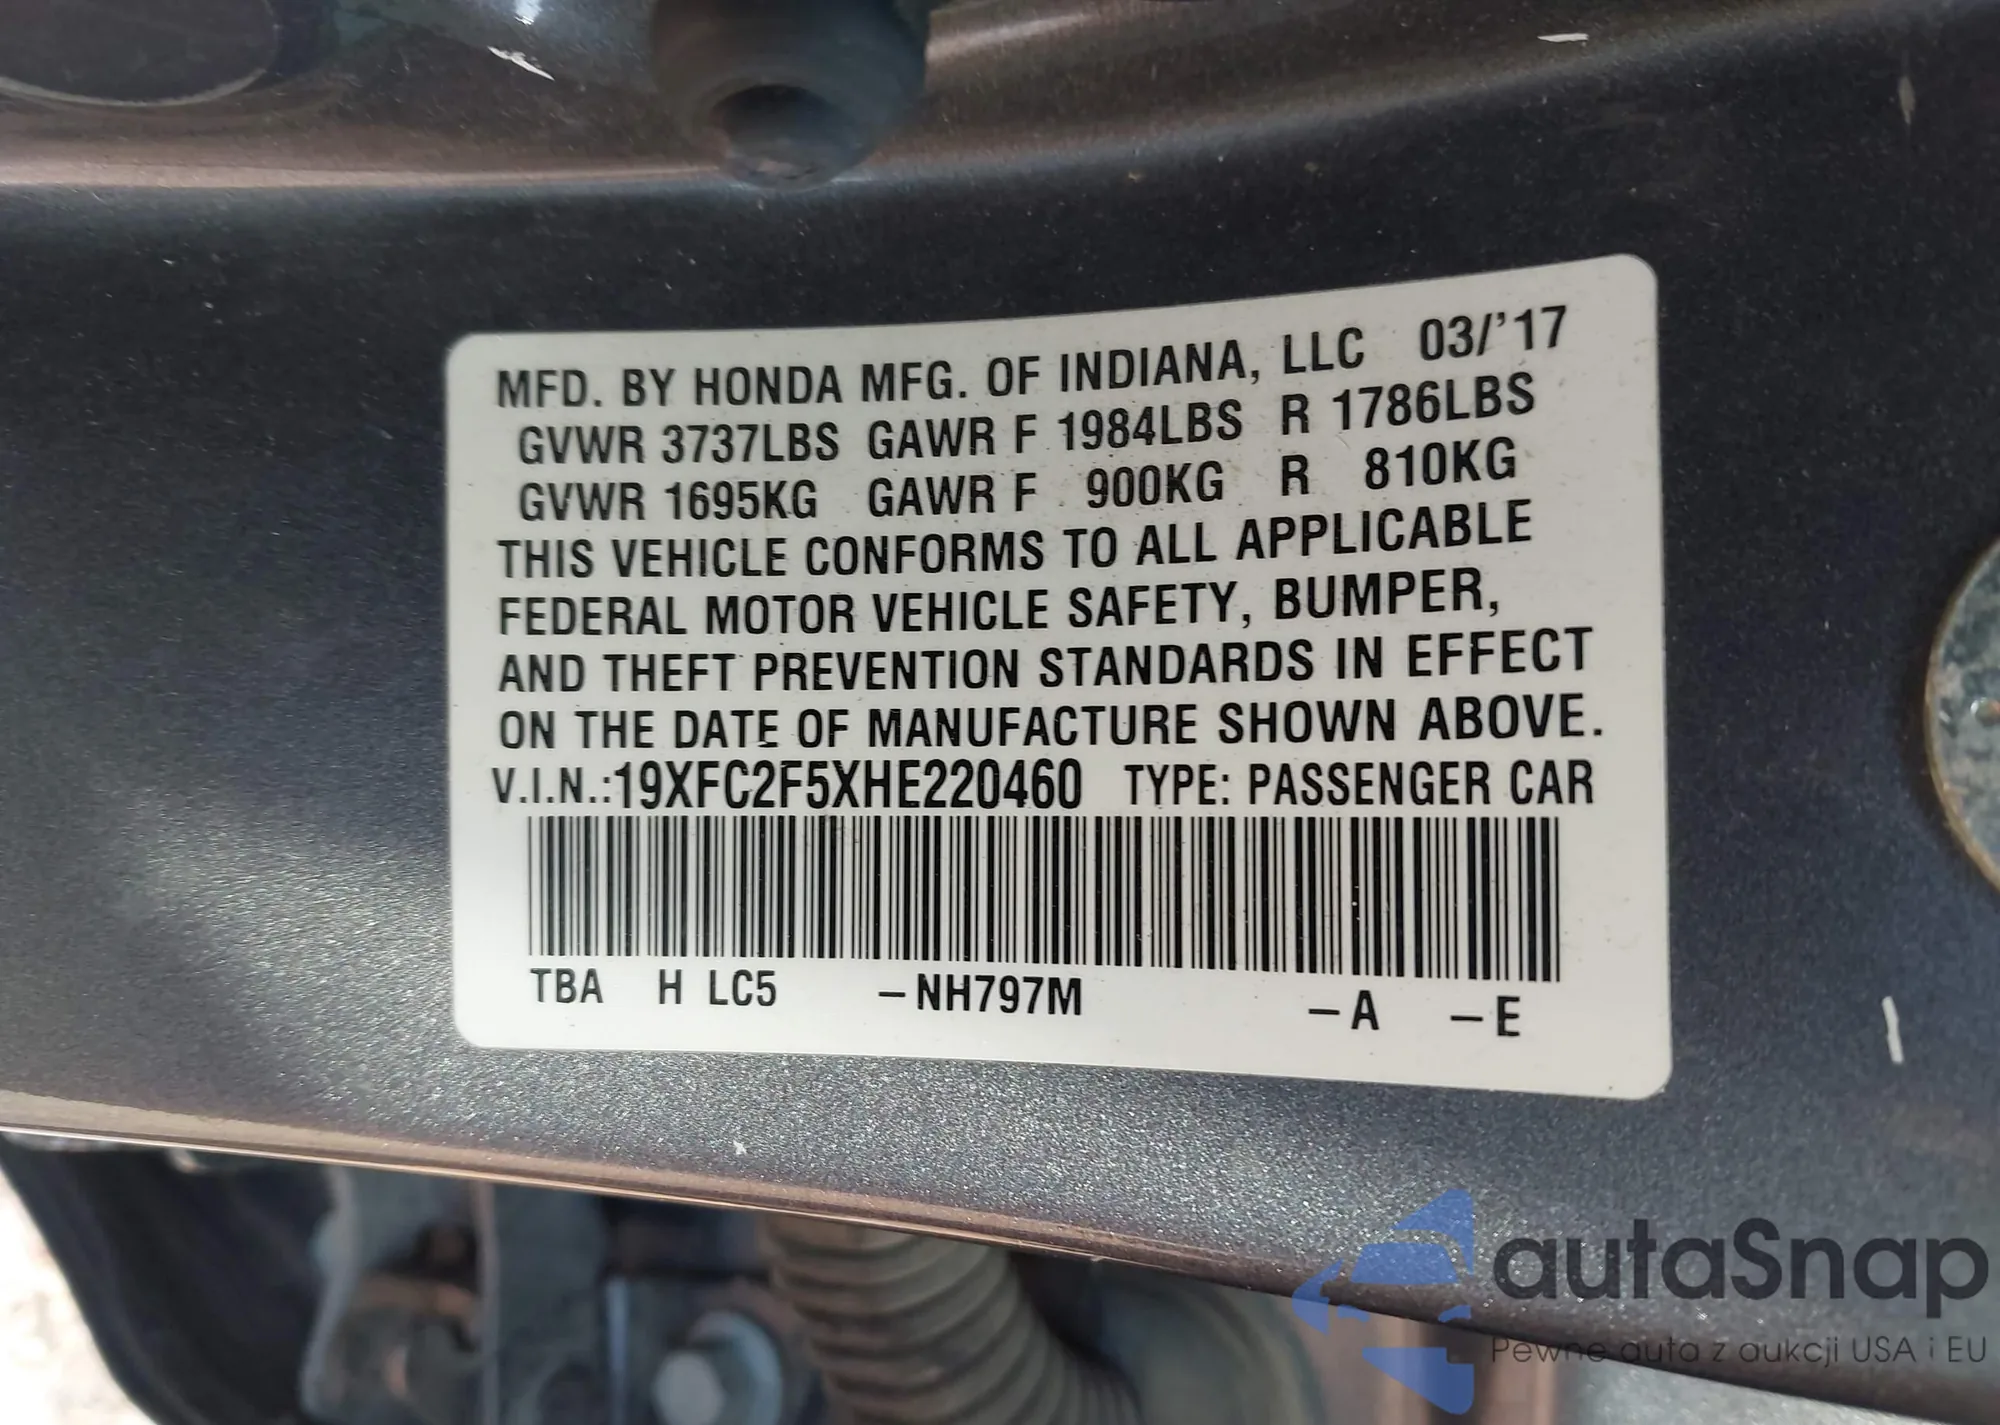 MFD. BY HONDA MFG. OF INDIANA, LLC 03/'17
GVWR 3737LBS GAWR F 1984LBS R 1786LBS
GVWR 1695KG GAWR F 900KG R 810KG
THIS VEHICLE CONFORMS TO ALL APPLICABLE
FEDERAL MOTOR VEHICLE SAFETY, BUMPER,
AND THEFT PREVENTION STANDARDS IN EFFECT
ON THE DATE OF MANUFACTURE SHOWN ABOVE.
V.I.N.:19XFC2F5XHE220460 TYPE: PASSENGER CAR
TBA H LC5 –NH797M –A –E
autaSnap
Pewne auta z aukcji USA i EU